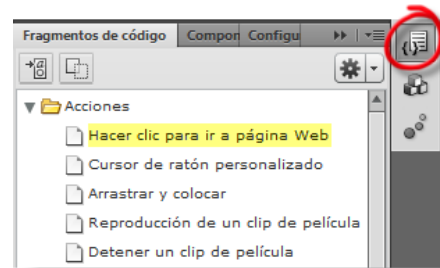 Fragmentos de código Compon Configu
Acciones
Hacer clic para ir a página Web
Cursor de ratón personalizado
Arrastrar y colocar
Reproducción de un clip de película
Detener un clip de película